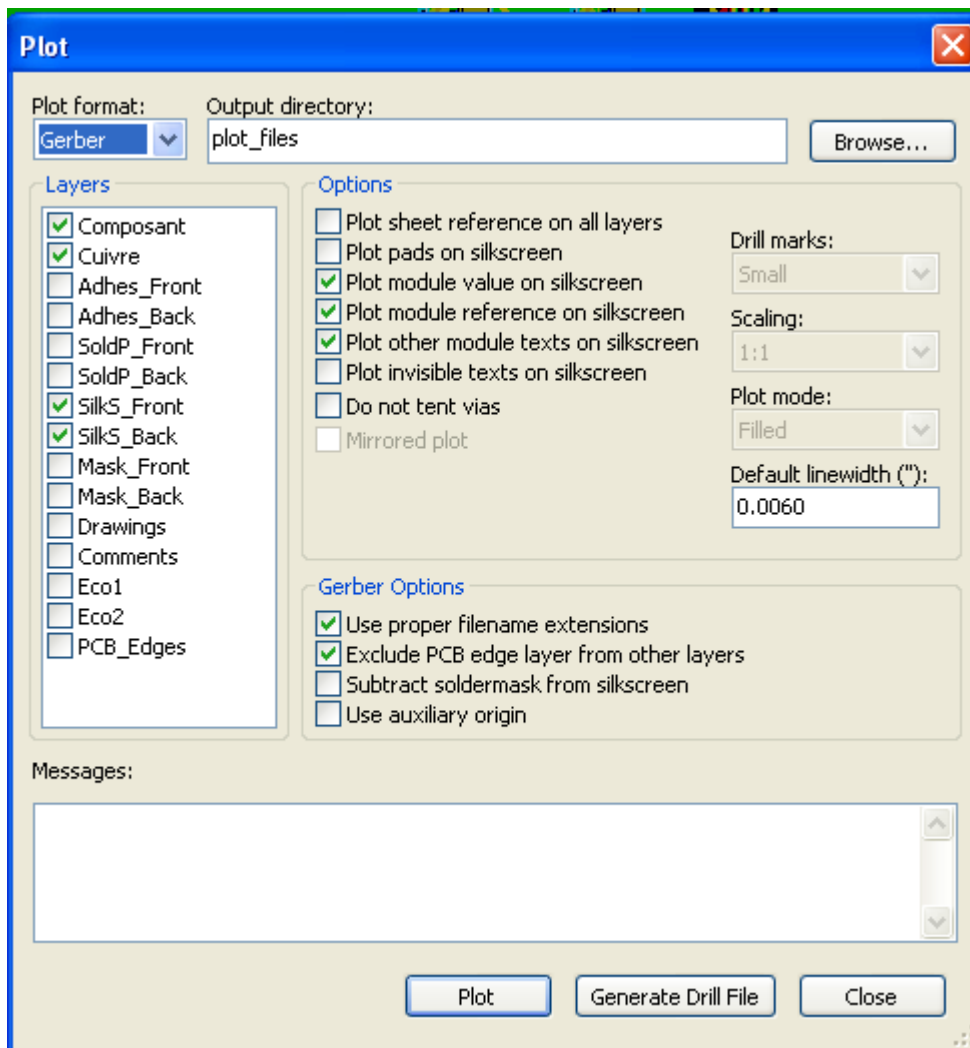 Plot
Plot format:
Output directory:
Gerber
plot_files
Browse...
Layers
Composant
Cuivre
Adhes_Front
Adhes_Back
SoldP_Front
SoldP_Back
SilkS_Front
SilkS_Back
Mask_Front
Mask_Back
Drawings
Comments
Eco1
Eco2
PCB_Edges
Options
Plot sheet reference on all layers
Plot pads on silkscreen
Plot module value on silkscreen
Plot module reference on silkscreen
Plot other module texts on silkscreen
Plot invisible texts on silkscreen
Do not tent vias
Mirrored plot
Drill marks:
Small
Scaling:
1:1
Plot mode:
Filled
Default linewidth ("):
0.0060
Gerber Options
Use proper filename extensions
Exclude PCB edge layer from other layers
Subtract soldermask from silkscreen
Use auxiliary origin
Messages:
Plot
Generate Drill File
Close